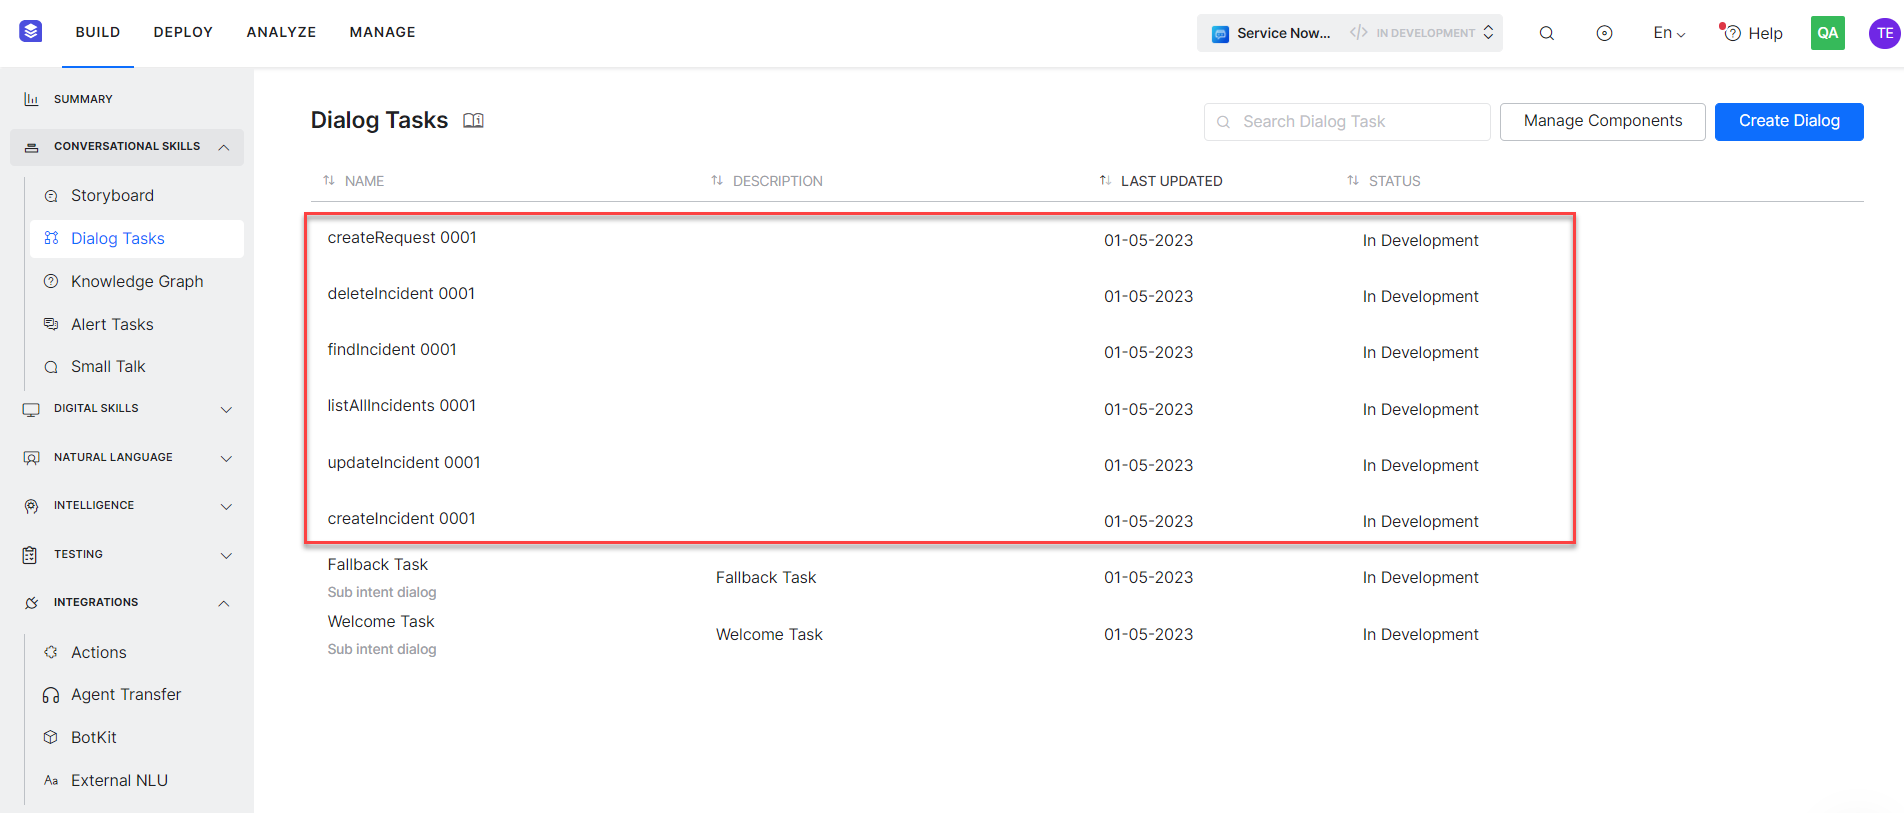 BUILD DEPLOY ANALYZE MANAGE Service Now... </> IN DEVELOPMENT En Help QA TE
SUMMARY
CONVERSATIONAL SKILLS
Storyboard
Dialog Tasks
Knowledge Graph
Alert Tasks
Small Talk
DIGITAL SKILLS
NATURAL LANGUAGE
INTELLIGENCE
TESTING
INTEGRATIONS
Actions
Agent Transfer
BotKit
Aa External NLU
Dialog Tasks Search Dialog Task Manage Components Create Dialog
NAME DESCRIPTION LAST UPDATED STATUS
createRequest 0001 01-05-2023 In Development
deleteIncident 0001 01-05-2023 In Development
findIncident 0001 01-05-2023 In Development
listAllIncidents 0001 01-05-2023 In Development
updateIncident 0001 01-05-2023 In Development
createIncident 0001 01-05-2023 In Development
Fallback Task Fallback Task 01-05-2023 In Development
Sub intent dialog
Welcome Task Welcome Task 01-05-2023 In Development
Sub intent dialog